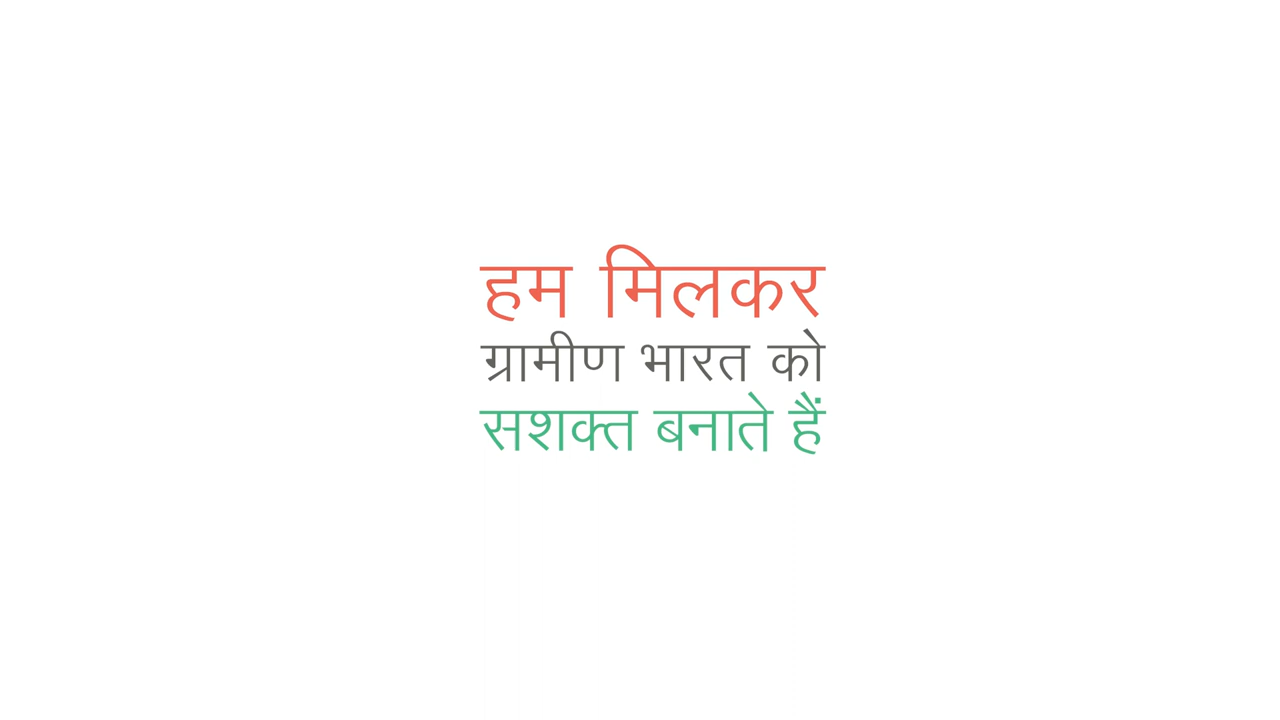 हम मिलकर
ग्रामीण भारत को
सशक्त बनाते हैं